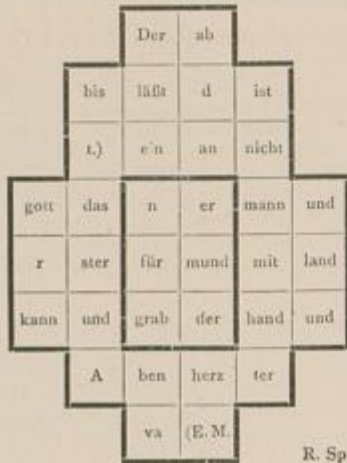 Der ab
bis läßt d ist
t.) e'n an nicht
gott das n er mann und
r ater für mund mit land
kann und grab der hand und
A ben herz ter
va (E. M.
R. Sp